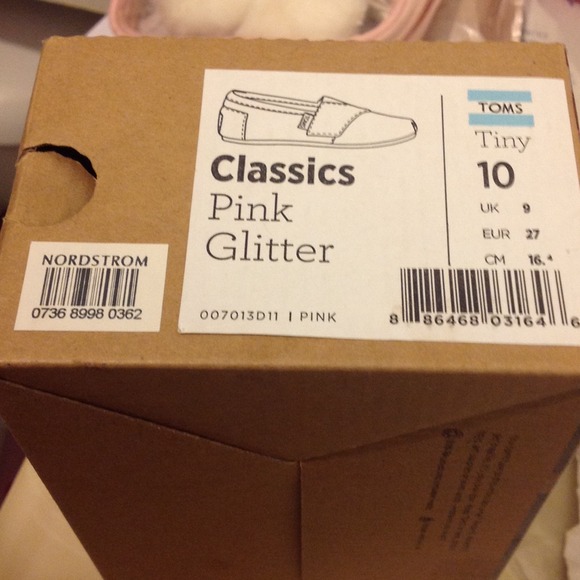 TOMS
Tiny
10
UK 9
EUR 27
CM 16.4
Classics
Pink
Glitter
007013D11 | PINK
8 86468 03164 6
NORDSTROM
0736 8998 0362